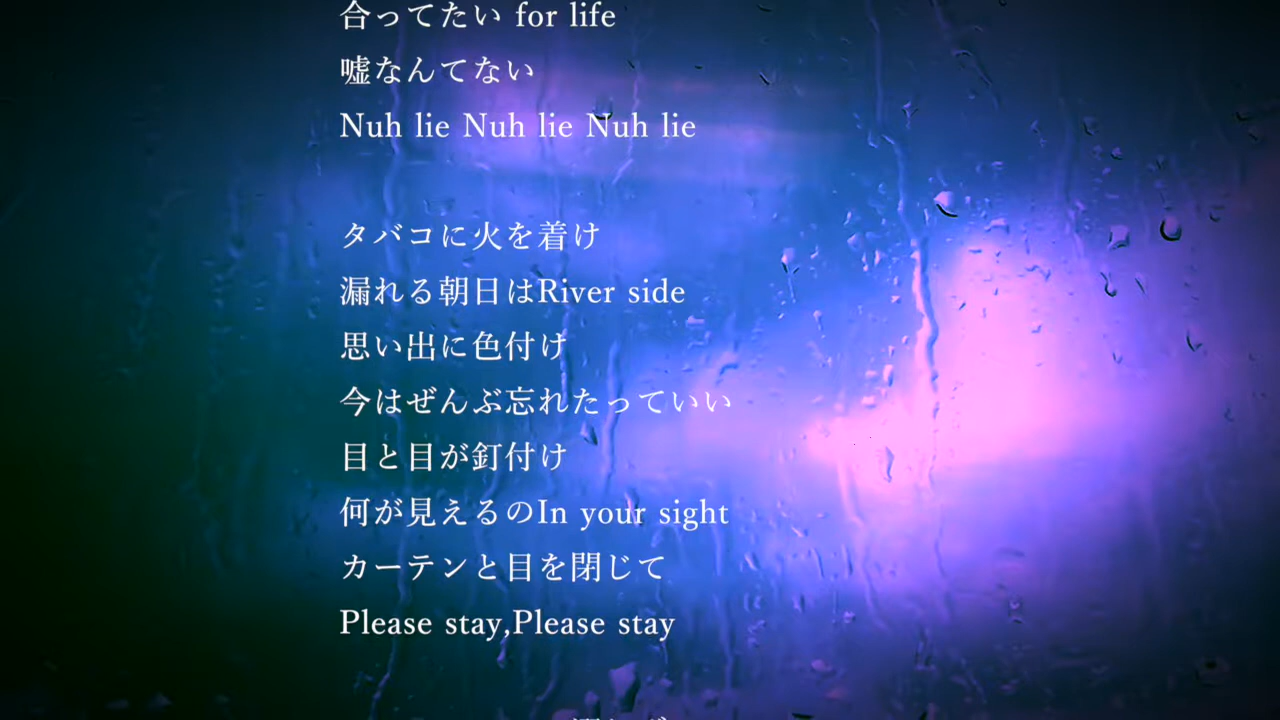 合ってたい for life
嘘なんてない
Nuh lie Nuh lie Nuh lie
タバコに火を着け
漏れる朝日はRiver side
思い出に色付け
今はぜんぶ忘れたっていい
目と目が釘付け
何が見えるのIn your sight
カーテンと目を閉じて
Please stay,Please stay